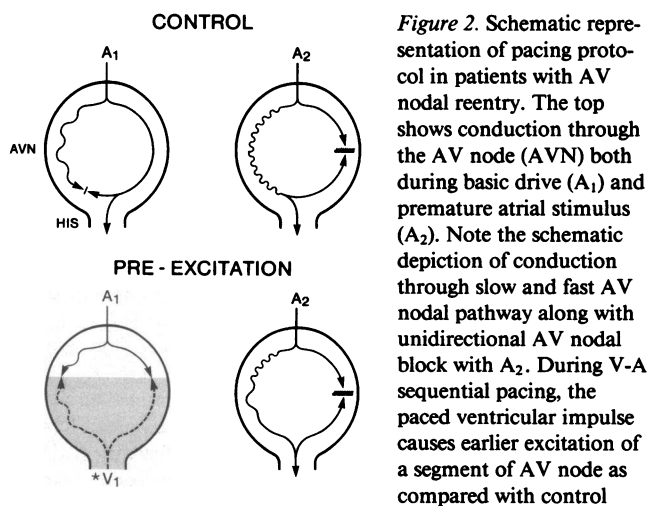 CONTROL
A1
A2
AVN
HIS
PRE - EXCITATION
A1
A2
*V1
Figure 2. Schematic repre-
sentation of pacing proto-
col in patients with AV
nodal reentry. The top
shows conduction through
the AV node (AVN) both
during basic drive (A1) and
premature atrial stimulus
(A2). Note the schematic
depiction of conduction
through slow and fast AV
nodal pathway along with
unidirectional AV nodal
block with A2. During V-A
sequential pacing, the
paced ventricular impulse
causes earlier excitation of
a segment of AV node as
compared with control